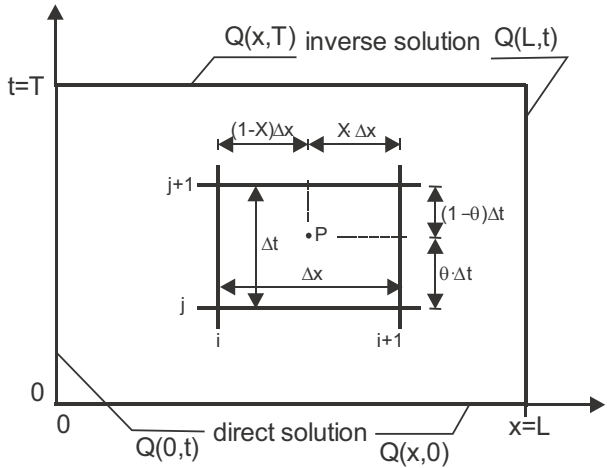 Q(x,T) inverse solution Q(L,t)
t=T
(1-X)Δx X·Δx
j+1
(1-θ)Δt
Δt
P
Δx
θ·Δt
j
i i+1
0
0 x=L
Q(0,t) direct solution Q(x,0)